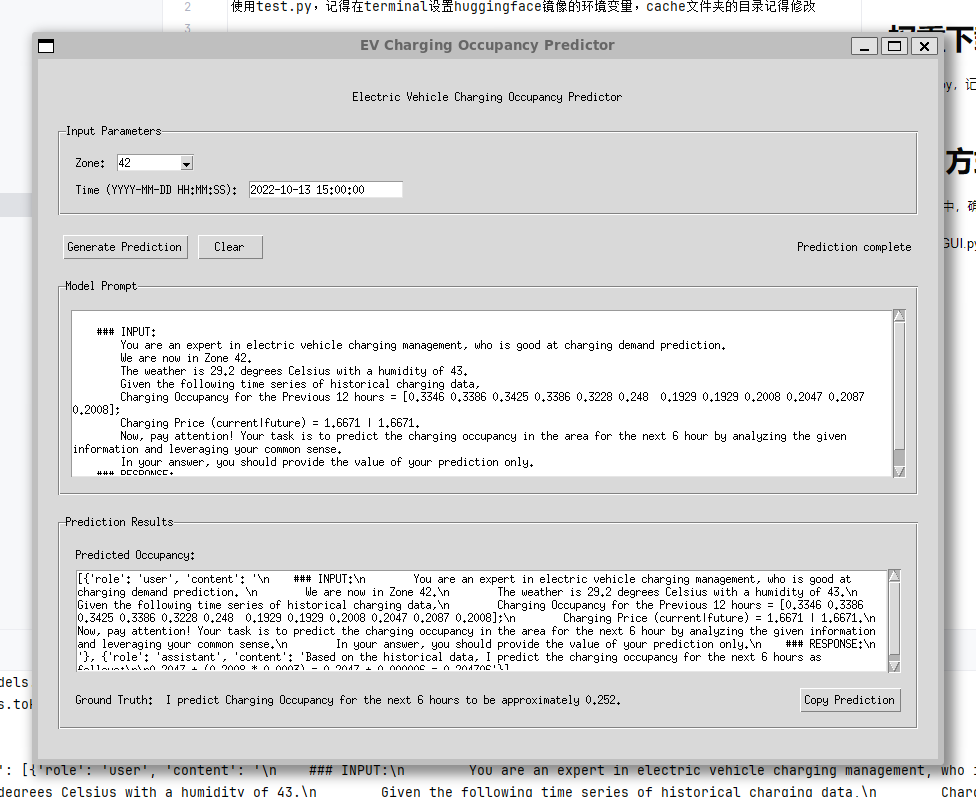 2 使用test.py，记得在terminal设置huggingface镜像的环境变量，cache文件夹的目录记得修改
3
EV Charging Occupancy Predictor
Electric Vehicle Charging Occupancy Predictor
Input Parameters
Zone: 42
Time (YYYY-MM-DD HH:MM:SS): 2022-10-13 15:00:00
Generate Prediction Clear Prediction complete
GUI.py
Model Prompt
### INPUT:
You are an expert in electric vehicle charging management, who is good at charging demand prediction.
We are now in Zone 42.
The weather is 29.2 degrees Celsius with a humidity of 43.
Given the following time series of historical charging data,
Charging Occupancy for the Previous 12 hours = [0.3346 0.3386 0.3425 0.3386 0.3228 0.248  0.1929 0.1929 0.2008 0.2047 0.2087
0.2008];
Charging Price (current|future) = 1.6671 | 1.6671.
Now, pay attention! Your task is to predict the charging occupancy in the area for the next 6 hour by analyzing the given
information and leveraging your common sense.
In your answer, you should provide the value of your prediction only.
### RESPONSE:
Prediction Results
Predicted Occupancy:
[{'role': 'user', 'content': '\n    ### INPUT:\n        You are an expert in electric vehicle charging management, who is good at
charging demand prediction. \n        We are now in Zone 42.\n        The weather is 29.2 degrees Celsius with a humidity of 43.\n
Given the following time series of historical charging data,\n        Charging Occupancy for the Previous 12 hours = [0.3346 0.3386
0.3425 0.3386 0.3228 0.248  0.1929 0.1929 0.2008 0.2047 0.2087 0.2008];\n        Charging Price (current|future) = 1.6671 | 1.6671.\n
Now, pay attention! Your task is to predict the charging occupancy in the area for the next 6 hour by analyzing the given information
and leveraging your common sense.\n        In your answer, you should provide the value of your prediction only.\n    ### RESPONSE:\n
'}, {'role': 'assistant', 'content': 'Based on the historical data, I predict the charging occupancy for the next 6 hours as
follows:\n\n0.2047 + (0.2008 * 0.0003) = 0.2047 + 0.000006 = 0.204706'}]
Ground Truth:  I predict Charging Occupancy for the next 6 hours to be approximately 0.252.
Copy Prediction
dels
s.tok
': [{'role': 'user', 'content': '\n    ### INPUT:\n        You are an expert in electric vehicle charging management, who i
degrees Celsius with a humidity of 43.\n        Given the following time series of historical charging data,\n        Charg